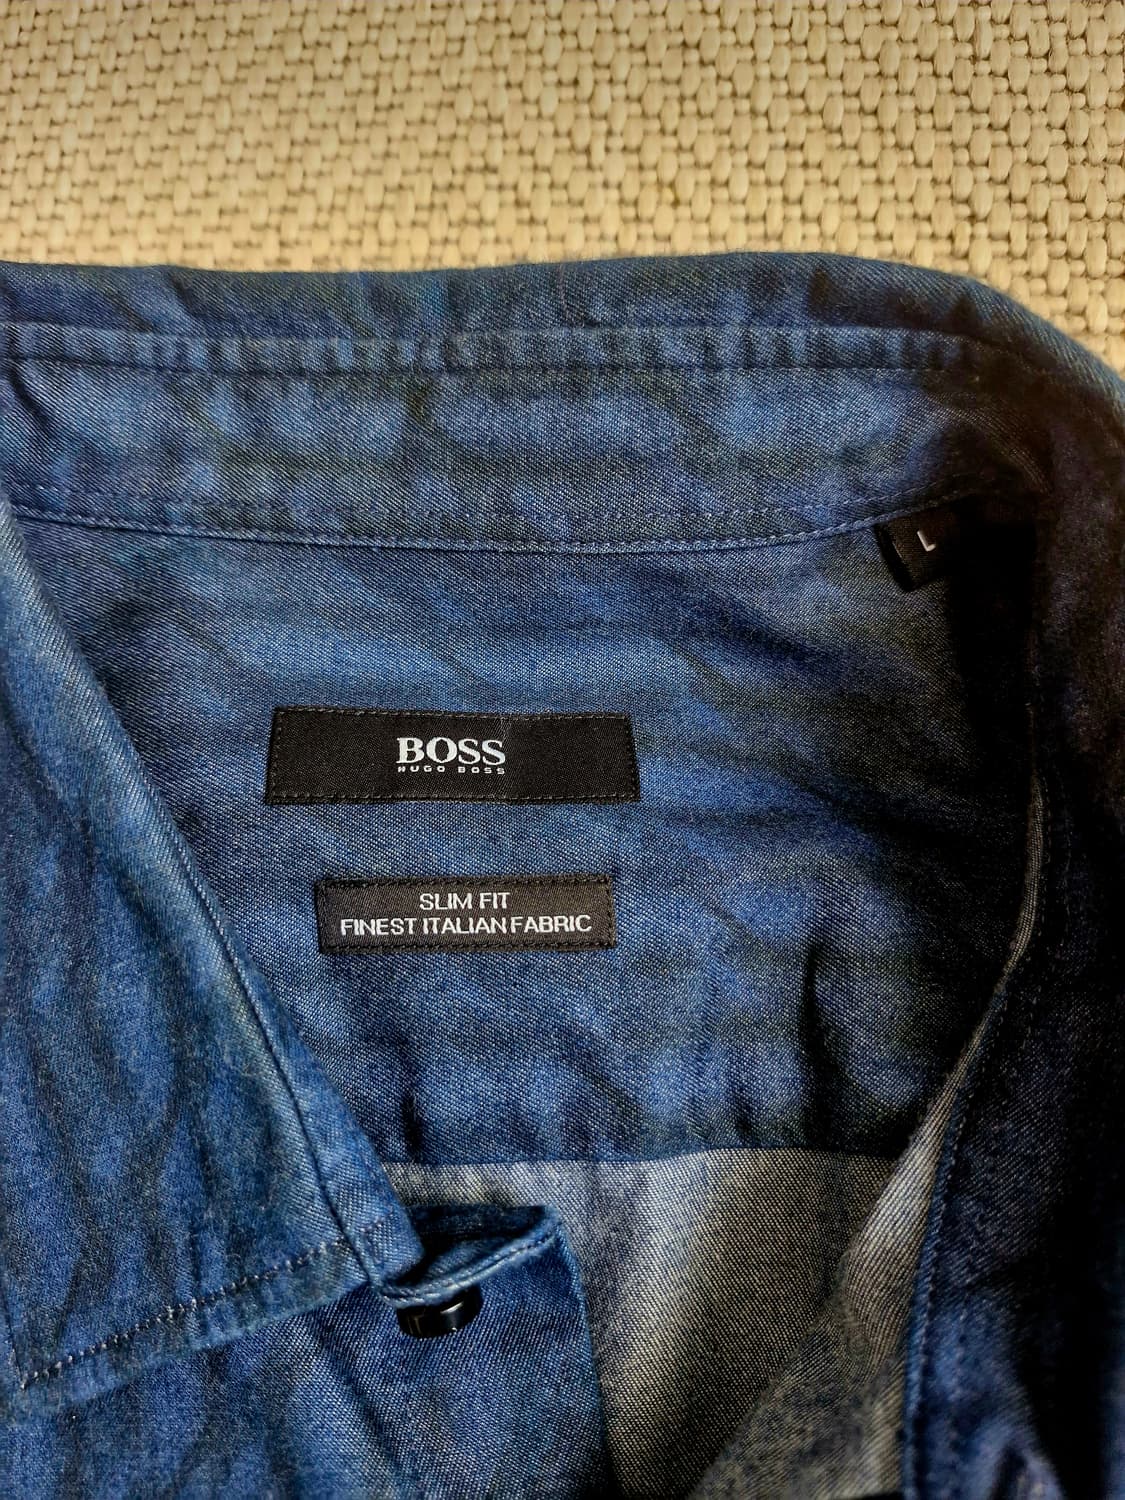 L
BOSS
HUGO BOSS
SLIM FIT
FINEST ITALIAN FABRIC